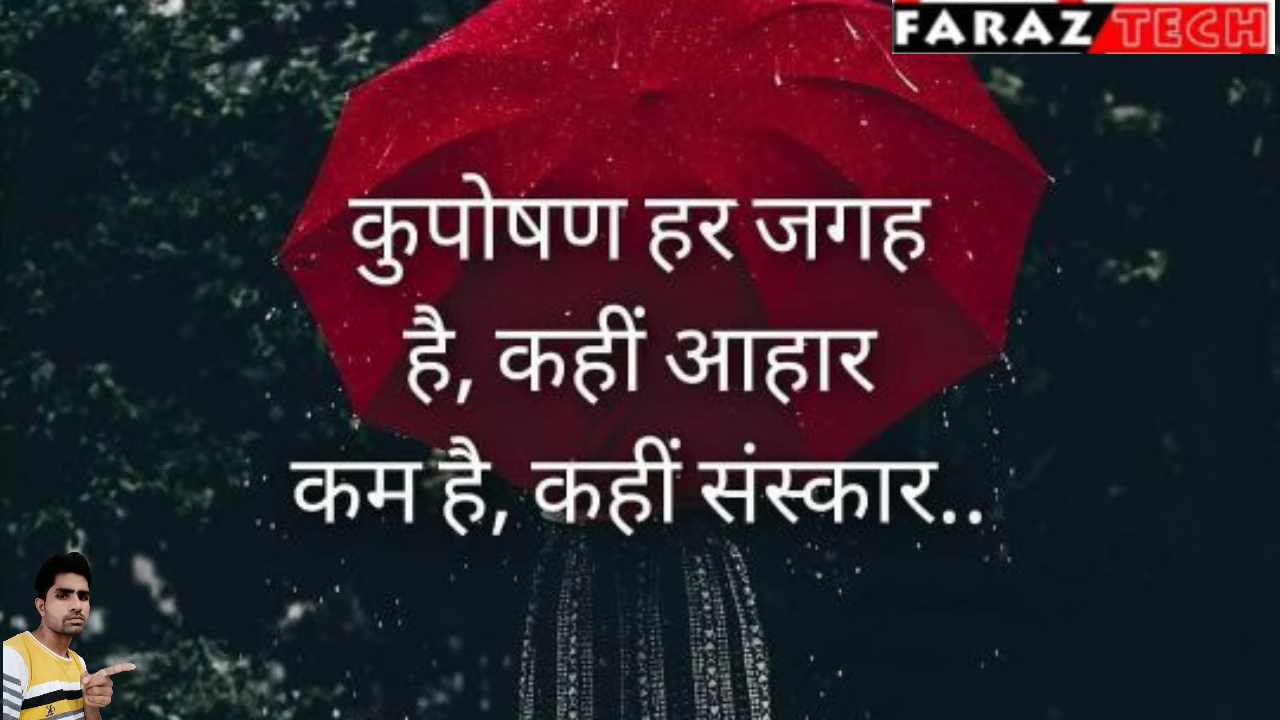 FARAZ TECH
कुपोषण हर जगह
है, कहीं आहार
कम है, कहीं संस्कार..